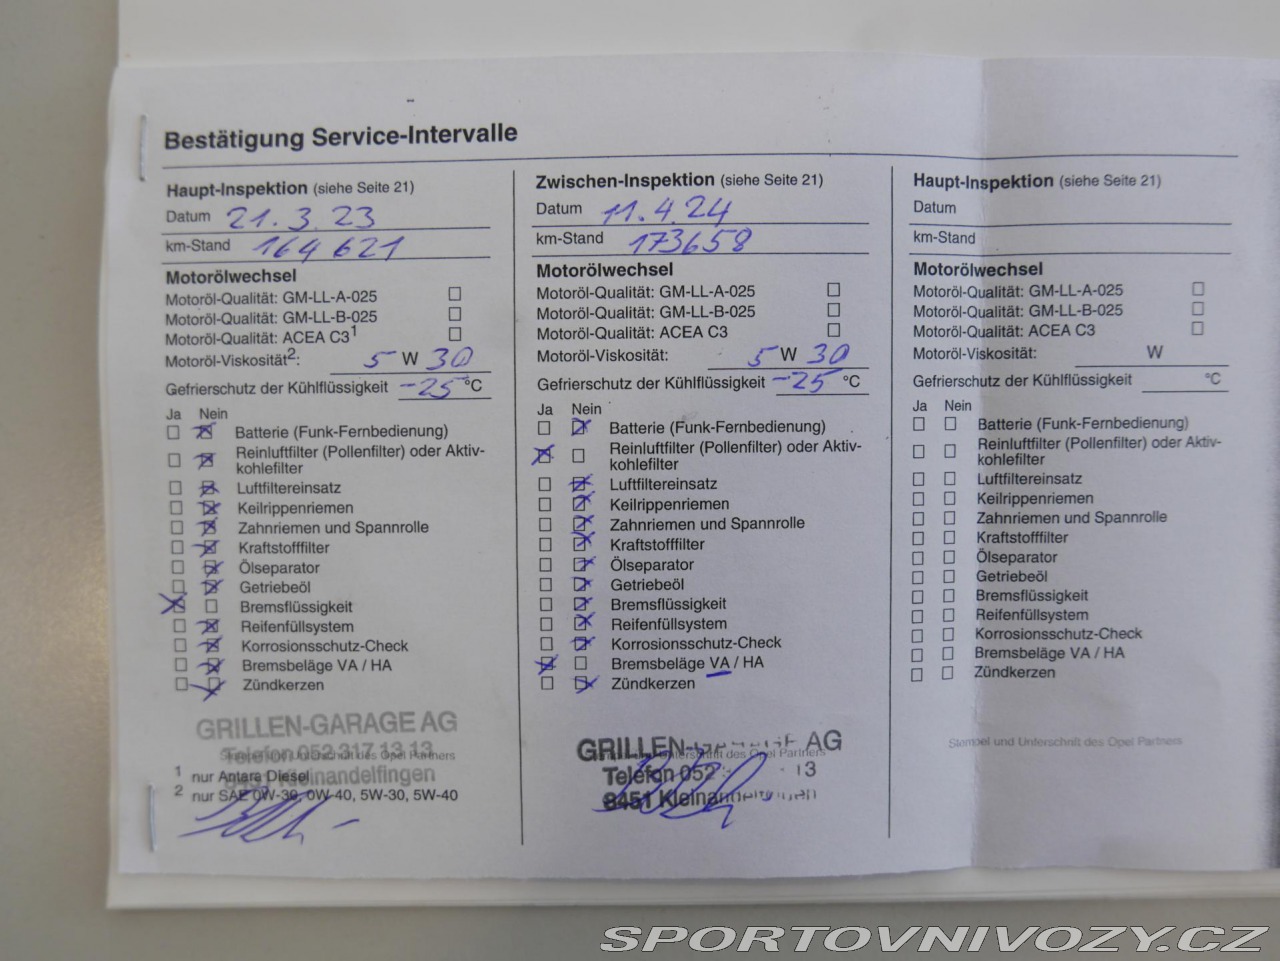 Bestätigung Service-Intervalle
Haupt-Inspektion (siehe Seite 21)
Datum 21.3.23
km-Stand 164621
Motorölwechsel
Motoröl-Qualität: GM-LL-A-025
Motoröl-Qualität: GM-LL-B-025
Motoröl-Qualität: ACEA C3¹
Motoröl-Viskosität²: 5 W 30
Gefrierschutz der Kühlflüssigkeit -25 °C
Ja Nein
Batterie (Funk-Fernbedienung)
Reinluftfilter (Pollenfilter) oder Aktiv-
kohlefilter
Luftfiltereinsatz
Keilrippenriemen
Zahnriemen und Spannrolle
Kraftstofffilter
Ölseparator
Getriebeöl
Bremsflüssigkeit
Reifenfüllsystem
Korrosionsschutz-Check
Bremsbeläge VA / HA
Zündkerzen
GRILLEN-GARAGE AG
Telefon 052 317 13 13
des Opel Partners
Kleinandelfingen
¹ nur Antara Diesel
² nur SAE 0W-30, 0W-40, 5W-30, 5W-40
Zwischen-Inspektion (siehe Seite 21)
Datum 11.4.24
km-Stand 173658
Motorölwechsel
Motoröl-Qualität: GM-LL-A-025
Motoröl-Qualität: GM-LL-B-025
Motoröl-Qualität: ACEA C3
Motoröl-Viskosität: 5 W 30
Gefrierschutz der Kühlflüssigkeit -25 °C
Ja Nein
Batterie (Funk-Fernbedienung)
Reinluftfilter (Pollenfilter) oder Aktiv-
kohlefilter
Luftfiltereinsatz
Keilrippenriemen
Zahnriemen und Spannrolle
Kraftstofffilter
Ölseparator
Getriebeöl
Bremsflüssigkeit
Reifenfüllsystem
Korrosionsschutz-Check
Bremsbeläge VA / HA
Zündkerzen
GRILLEN- AG
des Opel Partners
Telefon 052 13
8451
Haupt-Inspektion (siehe Seite 21)
Datum
km-Stand
Motorölwechsel
Motoröl-Qualität: GM-LL-A-025
Motoröl-Qualität: GM-LL-B-025
Motoröl-Qualität: ACEA C3
Motoröl-Viskosität: W
Gefrierschutz der Kühlflüssigkeit °C
Ja Nein
Batterie (Funk-Fernbedienung)
Reinluftfilter (Pollenfilter) oder Aktiv-
kohlefilter
Luftfiltereinsatz
Keilrippenriemen
Zahnriemen und Spannrolle
Kraftstofffilter
Ölseparator
Getriebeöl
Bremsflüssigkeit
Reifenfüllsystem
Korrosionsschutz-Check
Bremsbeläge VA / HA
Zündkerzen
Stempel und Unterschrift des Opel Partners
SPORTOVNIVOZY.CZ